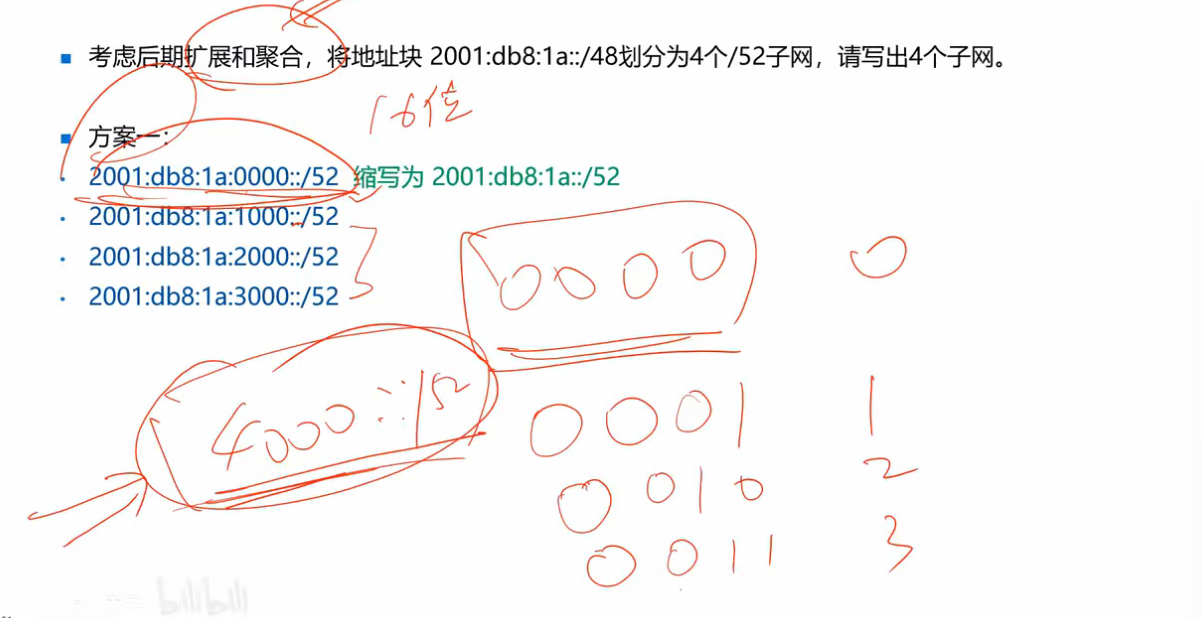 考虑后期扩展和聚合，将地址块 2001:db8:1a::/48划分为4个/52子网，请写出4个子网。
16位
方案一：
2001:db8:1a:0000::/52 缩写为 2001:db8:1a::/52
2001:db8:1a:1000::/52
2001:db8:1a:2000::/52
2001:db8:1a:3000::/52
0000 0
4000::/52
0001 1
0010 2
0011 3
bilibili